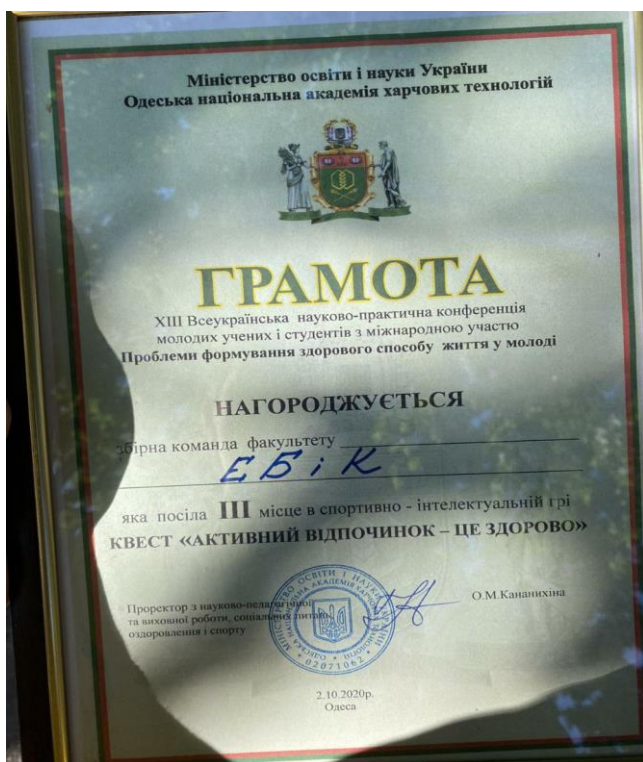 Міністерство освіти і науки України
Одеська національна академія харчових технологій
ГРАМОТА
XIII Всеукраїнська науково-практична конференція
молодих учених і студентів з міжнародною участю
Проблеми формування здорового способу життя у молоді
НАГОРОДЖУЄТЬСЯ
збірна команда факультету
ЕБіК
яка посіла III місце в спортивно - інтелектуальній грі
КВЕСТ «АКТИВНИЙ ВІДПОЧИНОК – ЦЕ ЗДОРОВО»
Проректор з науково-педагогічної
та виховної роботи, соціальних питань,
оздоровлення і спорту
О.М.Кананихіна
02071062
2.10.2020р.
Одеса